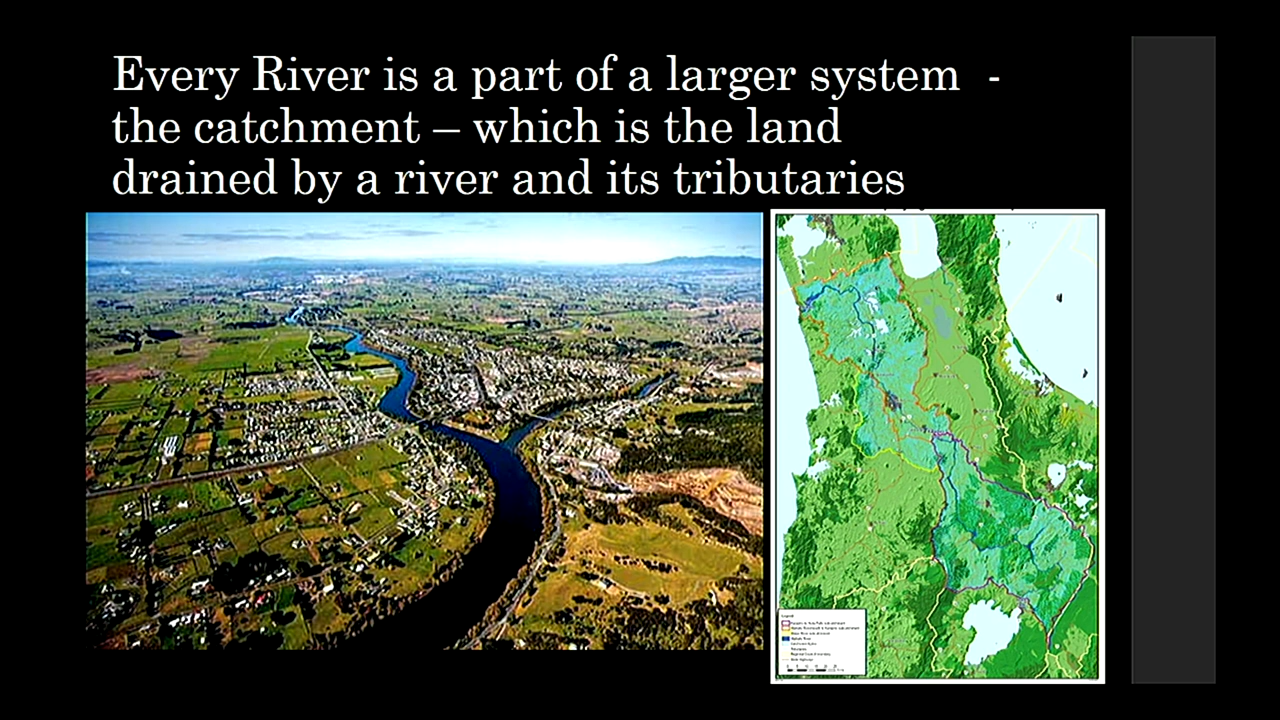 Every River is a part of a larger system -
the catchment – which is the land
drained by a river and its tributaries